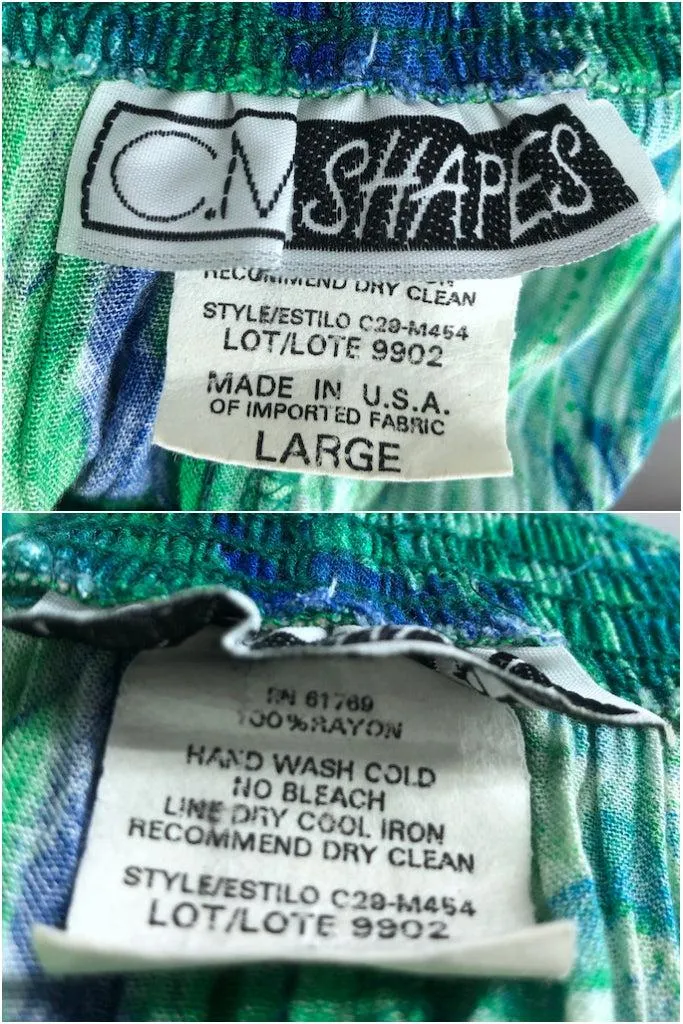 C.M SHAPES
RECOMMEND DRY CLEAN
STYLE/ESTILO C29-M454
LOT/LOTE 9902
MADE IN U.S.A.
OF IMPORTED FABRIC
LARGE
RN 61769
100% RAYON
HAND WASH COLD
NO BLEACH
LINE DRY COOL IRON
RECOMMEND DRY CLEAN
STYLE/ESTILO C29-M454
LOT/LOTE 9902